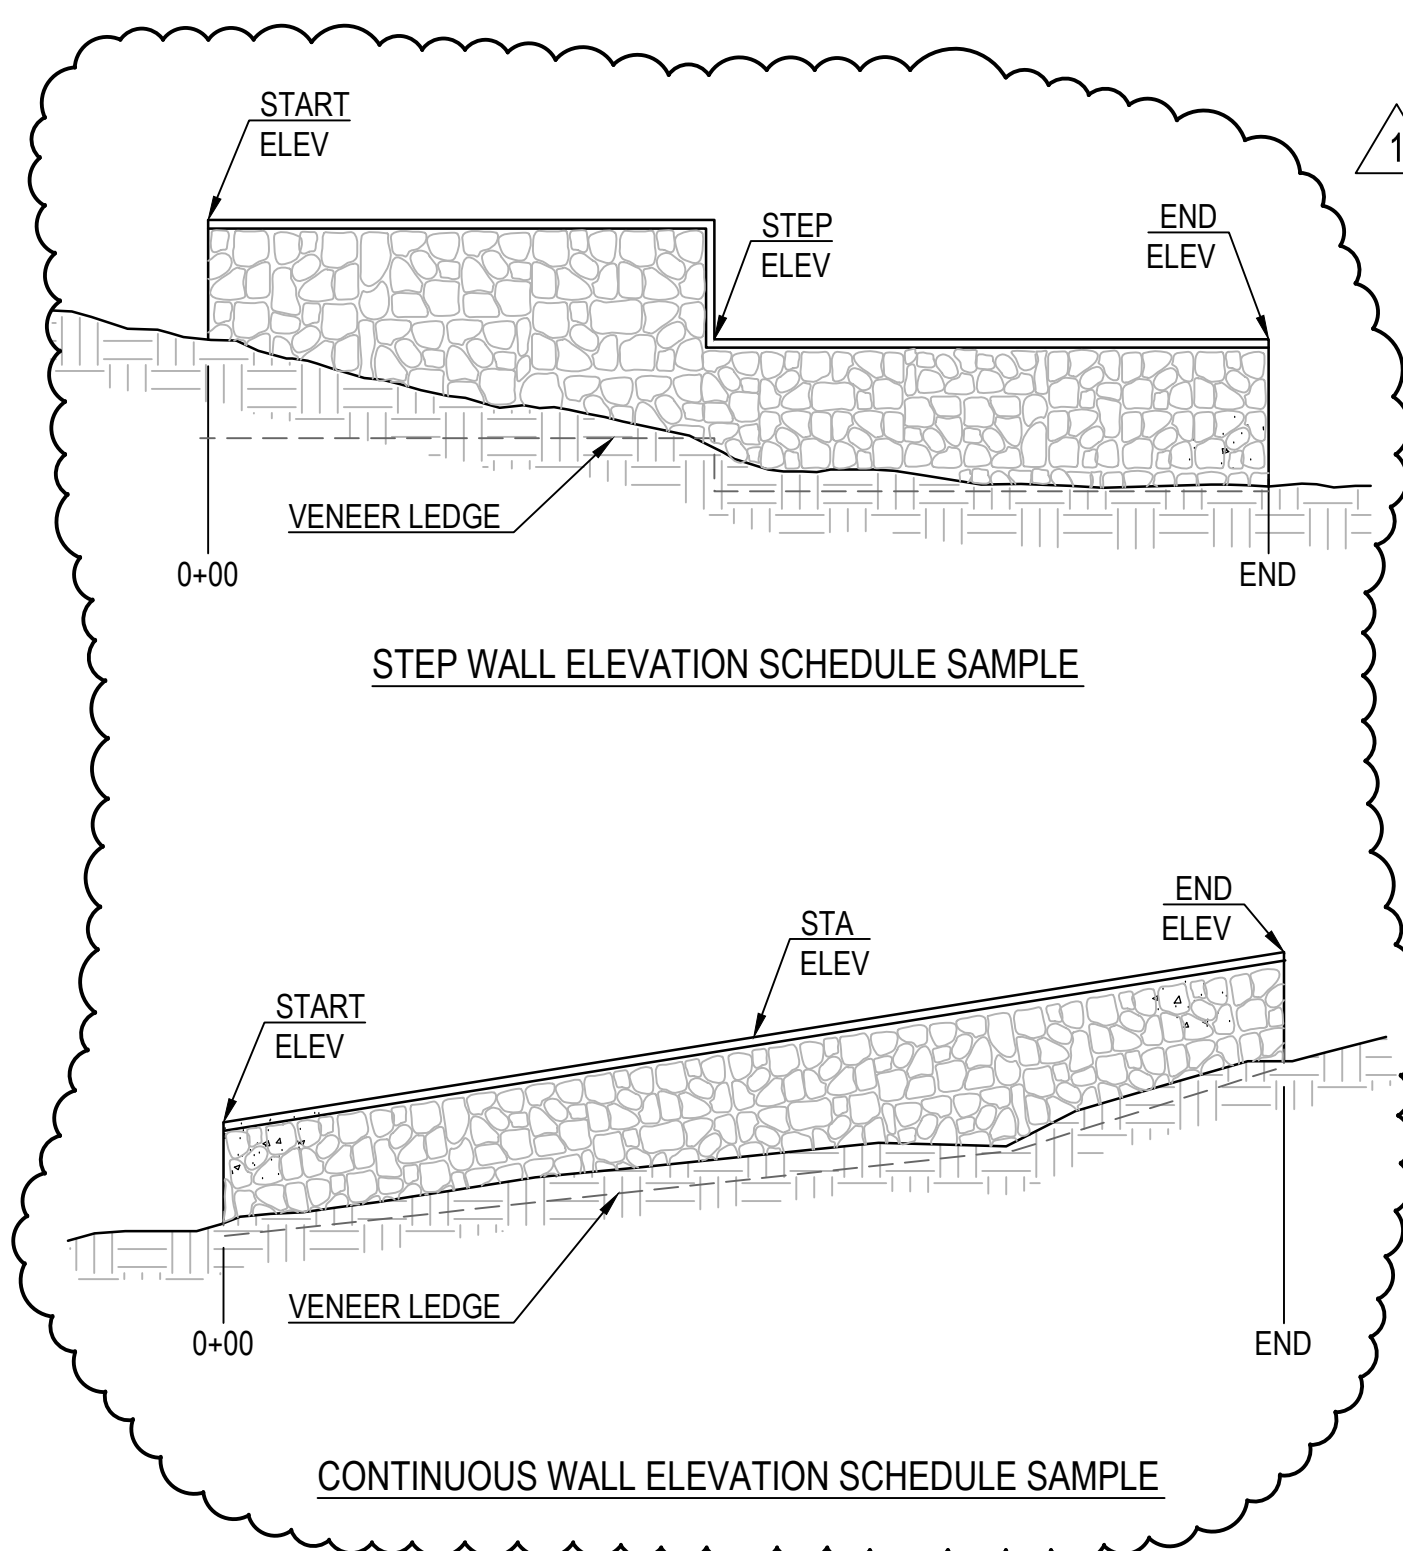 START
ELEV
1
STEP
ELEV
END
ELEV
VENEER LEDGE
0+00
END
STEP WALL ELEVATION SCHEDULE SAMPLE
END
ELEV
STA
ELEV
START
ELEV
VENEER LEDGE
0+00
END
CONTINUOUS WALL ELEVATION SCHEDULE SAMPLE